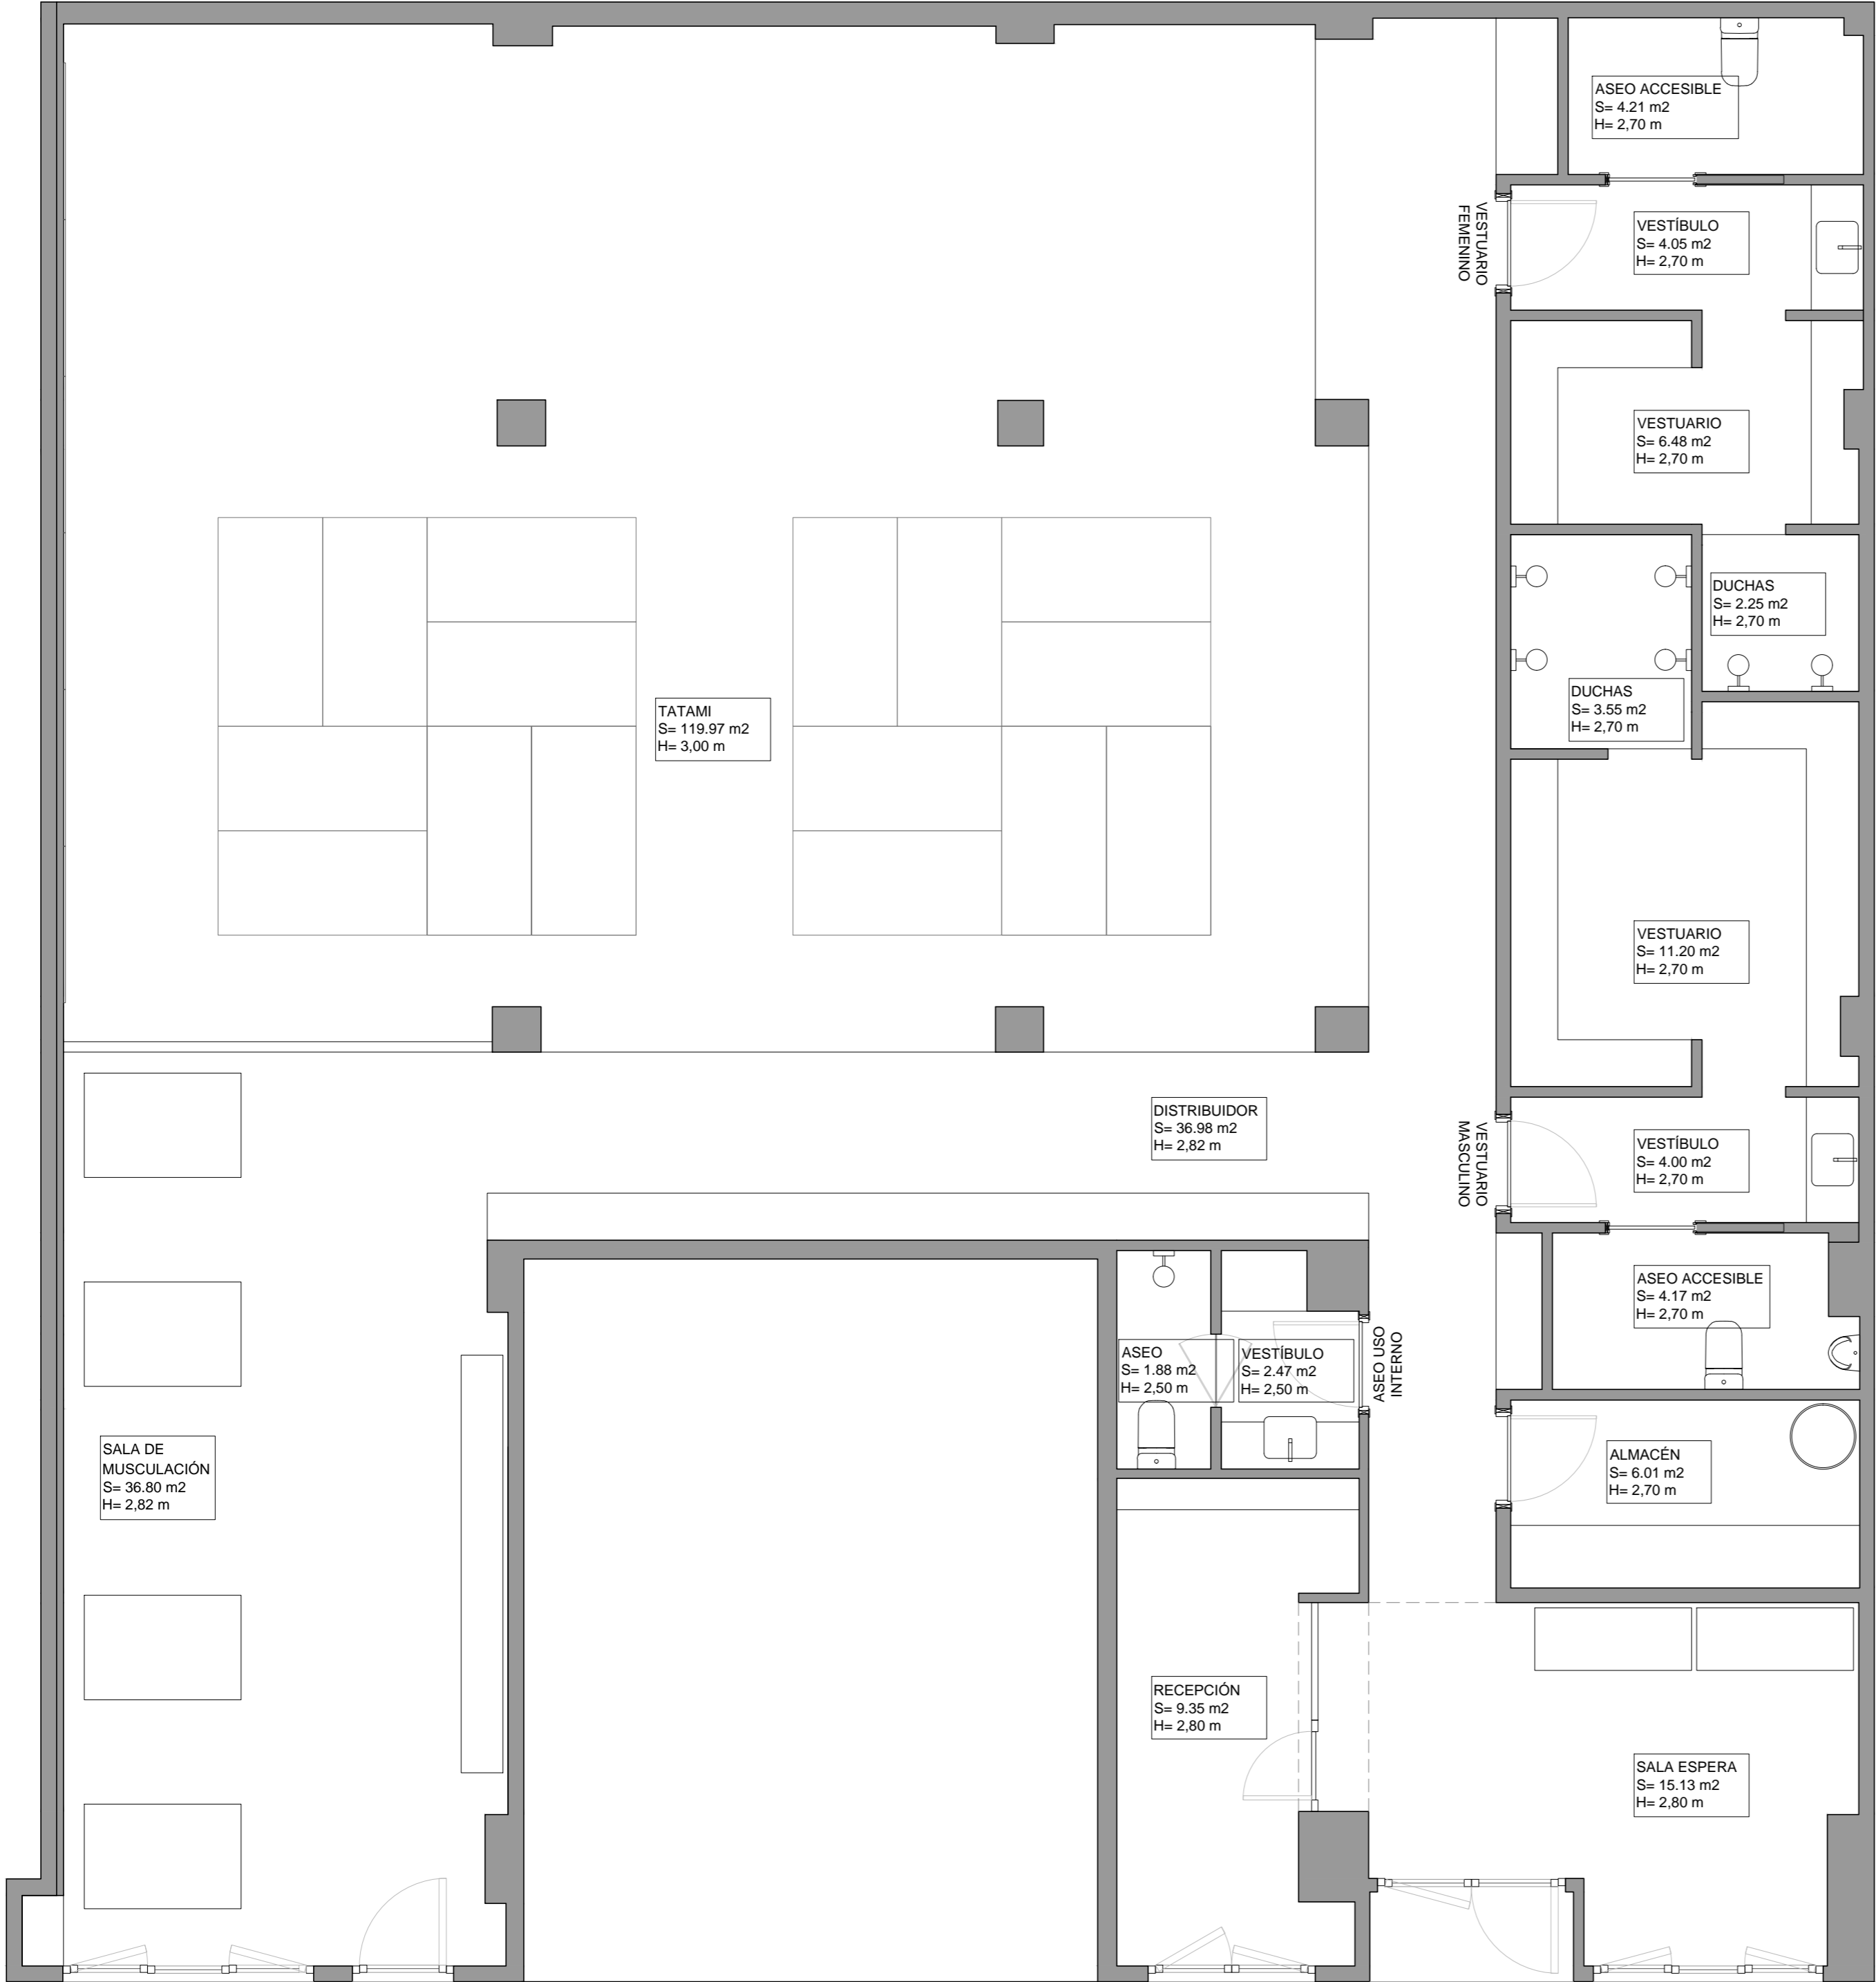 ASEO ACCESIBLE
S= 4.21 m2
H= 2,70 m
VESTUARIO
FEMENINO
VESTÍBULO
S= 4.05 m2
H= 2,70 m
VESTUARIO
S= 6.48 m2
H= 2,70 m
DUCHAS
S= 2.25 m2
H= 2,70 m
DUCHAS
S= 3.55 m2
H= 2,70 m
TATAMI
S= 119.97 m2
H= 3,00 m
VESTUARIO
S= 11.20 m2
H= 2,70 m
DISTRIBUIDOR
S= 36.98 m2
H= 2,82 m
VESTUARIO
MASCULINO
VESTÍBULO
S= 4.00 m2
H= 2,70 m
ASEO ACCESIBLE
S= 4.17 m2
H= 2,70 m
ASEO
S= 1.88 m2
H= 2,50 m
VESTÍBULO
S= 2.47 m2
H= 2,50 m
ASEO USO
INTERNO
SALA DE
MUSCULACIÓN
S= 36.80 m2
H= 2,82 m
ALMACÉN
S= 6.01 m2
H= 2,70 m
RECEPCIÓN
S= 9.35 m2
H= 2,80 m
SALA ESPERA
S= 15.13 m2
H= 2,80 m